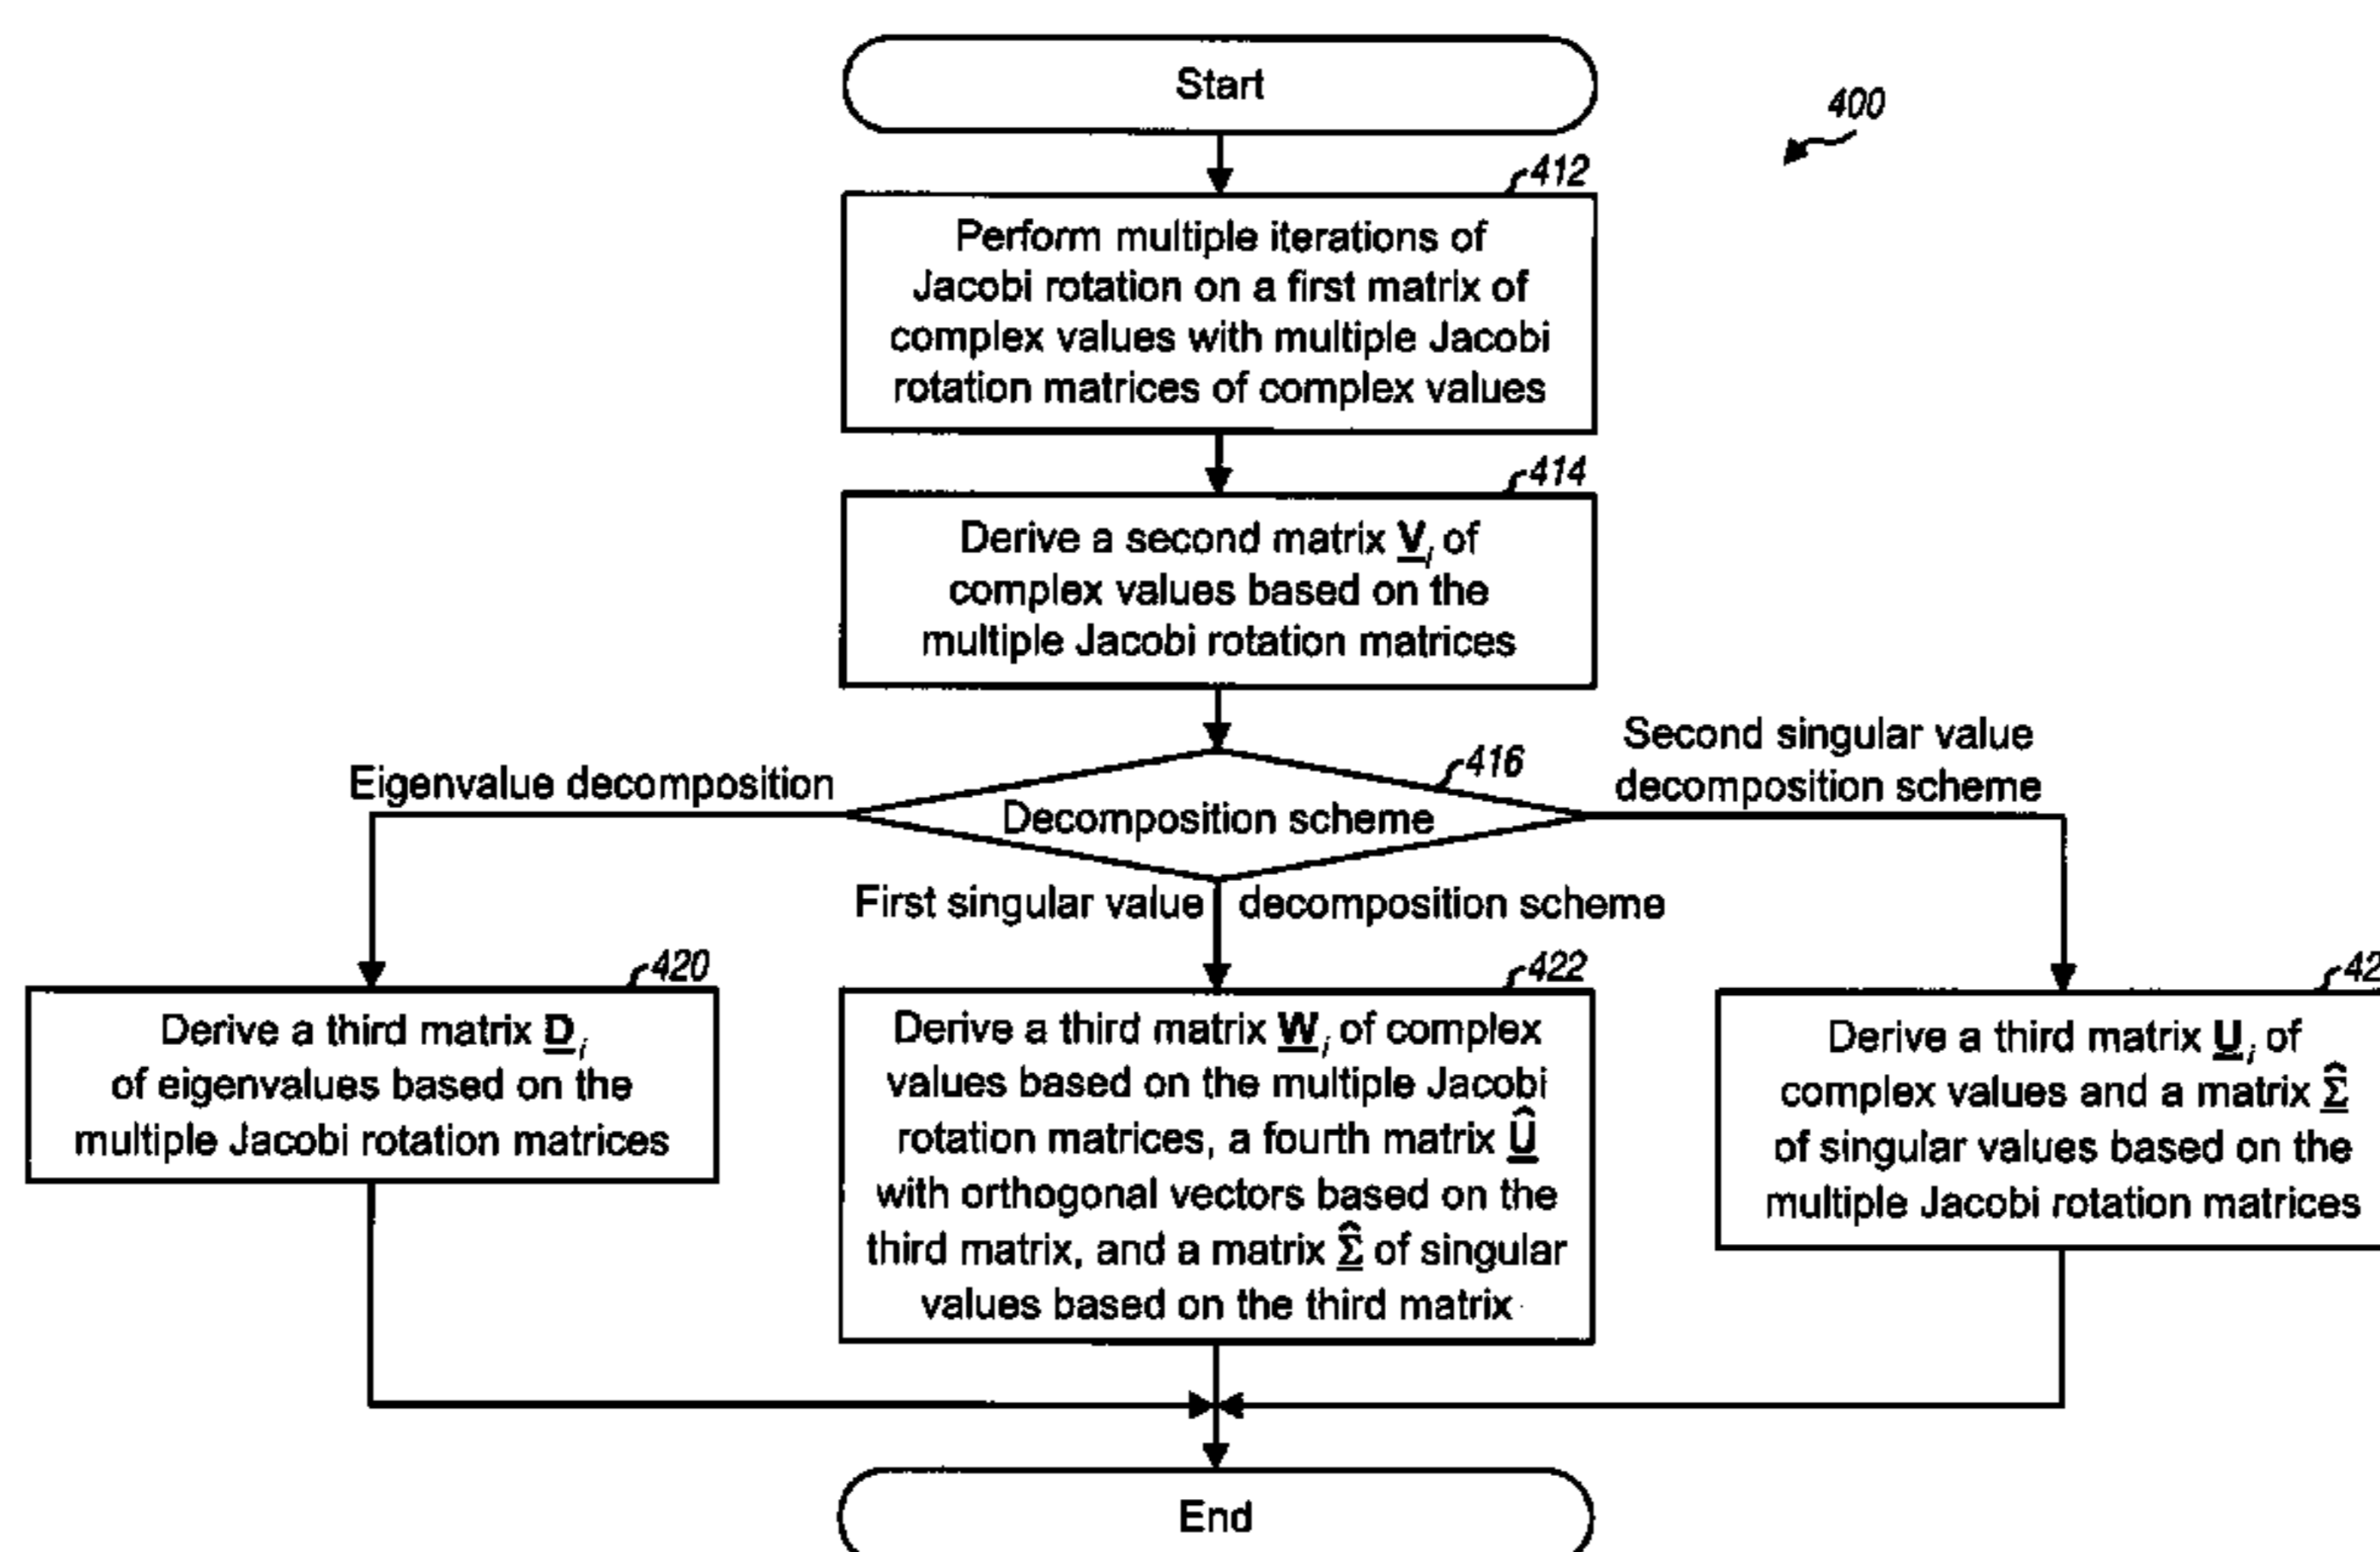 Start
400
412
Perform multiple iterations of
Jacobi rotation on a first matrix of
complex values with multiple Jacobi
rotation matrices of complex values
414
Derive a second matrix V̲i of
complex values based on the
multiple Jacobi rotation matrices
416
Decomposition scheme
Eigenvalue decomposition
Second singular value
decomposition scheme
First singular value decomposition scheme
420
Derive a third matrix D̲i
of eigenvalues based on the
multiple Jacobi rotation matrices
422
Derive a third matrix W̲i of complex
values based on the multiple Jacobi
rotation matrices, a fourth matrix Û̲
with orthogonal vectors based on the
third matrix, and a matrix Σ̲̂ of singular
values based on the third matrix
Derive a third matrix U̲i of
complex values and a matrix Σ̲̂
of singular values based on the
multiple Jacobi rotation matrices
End